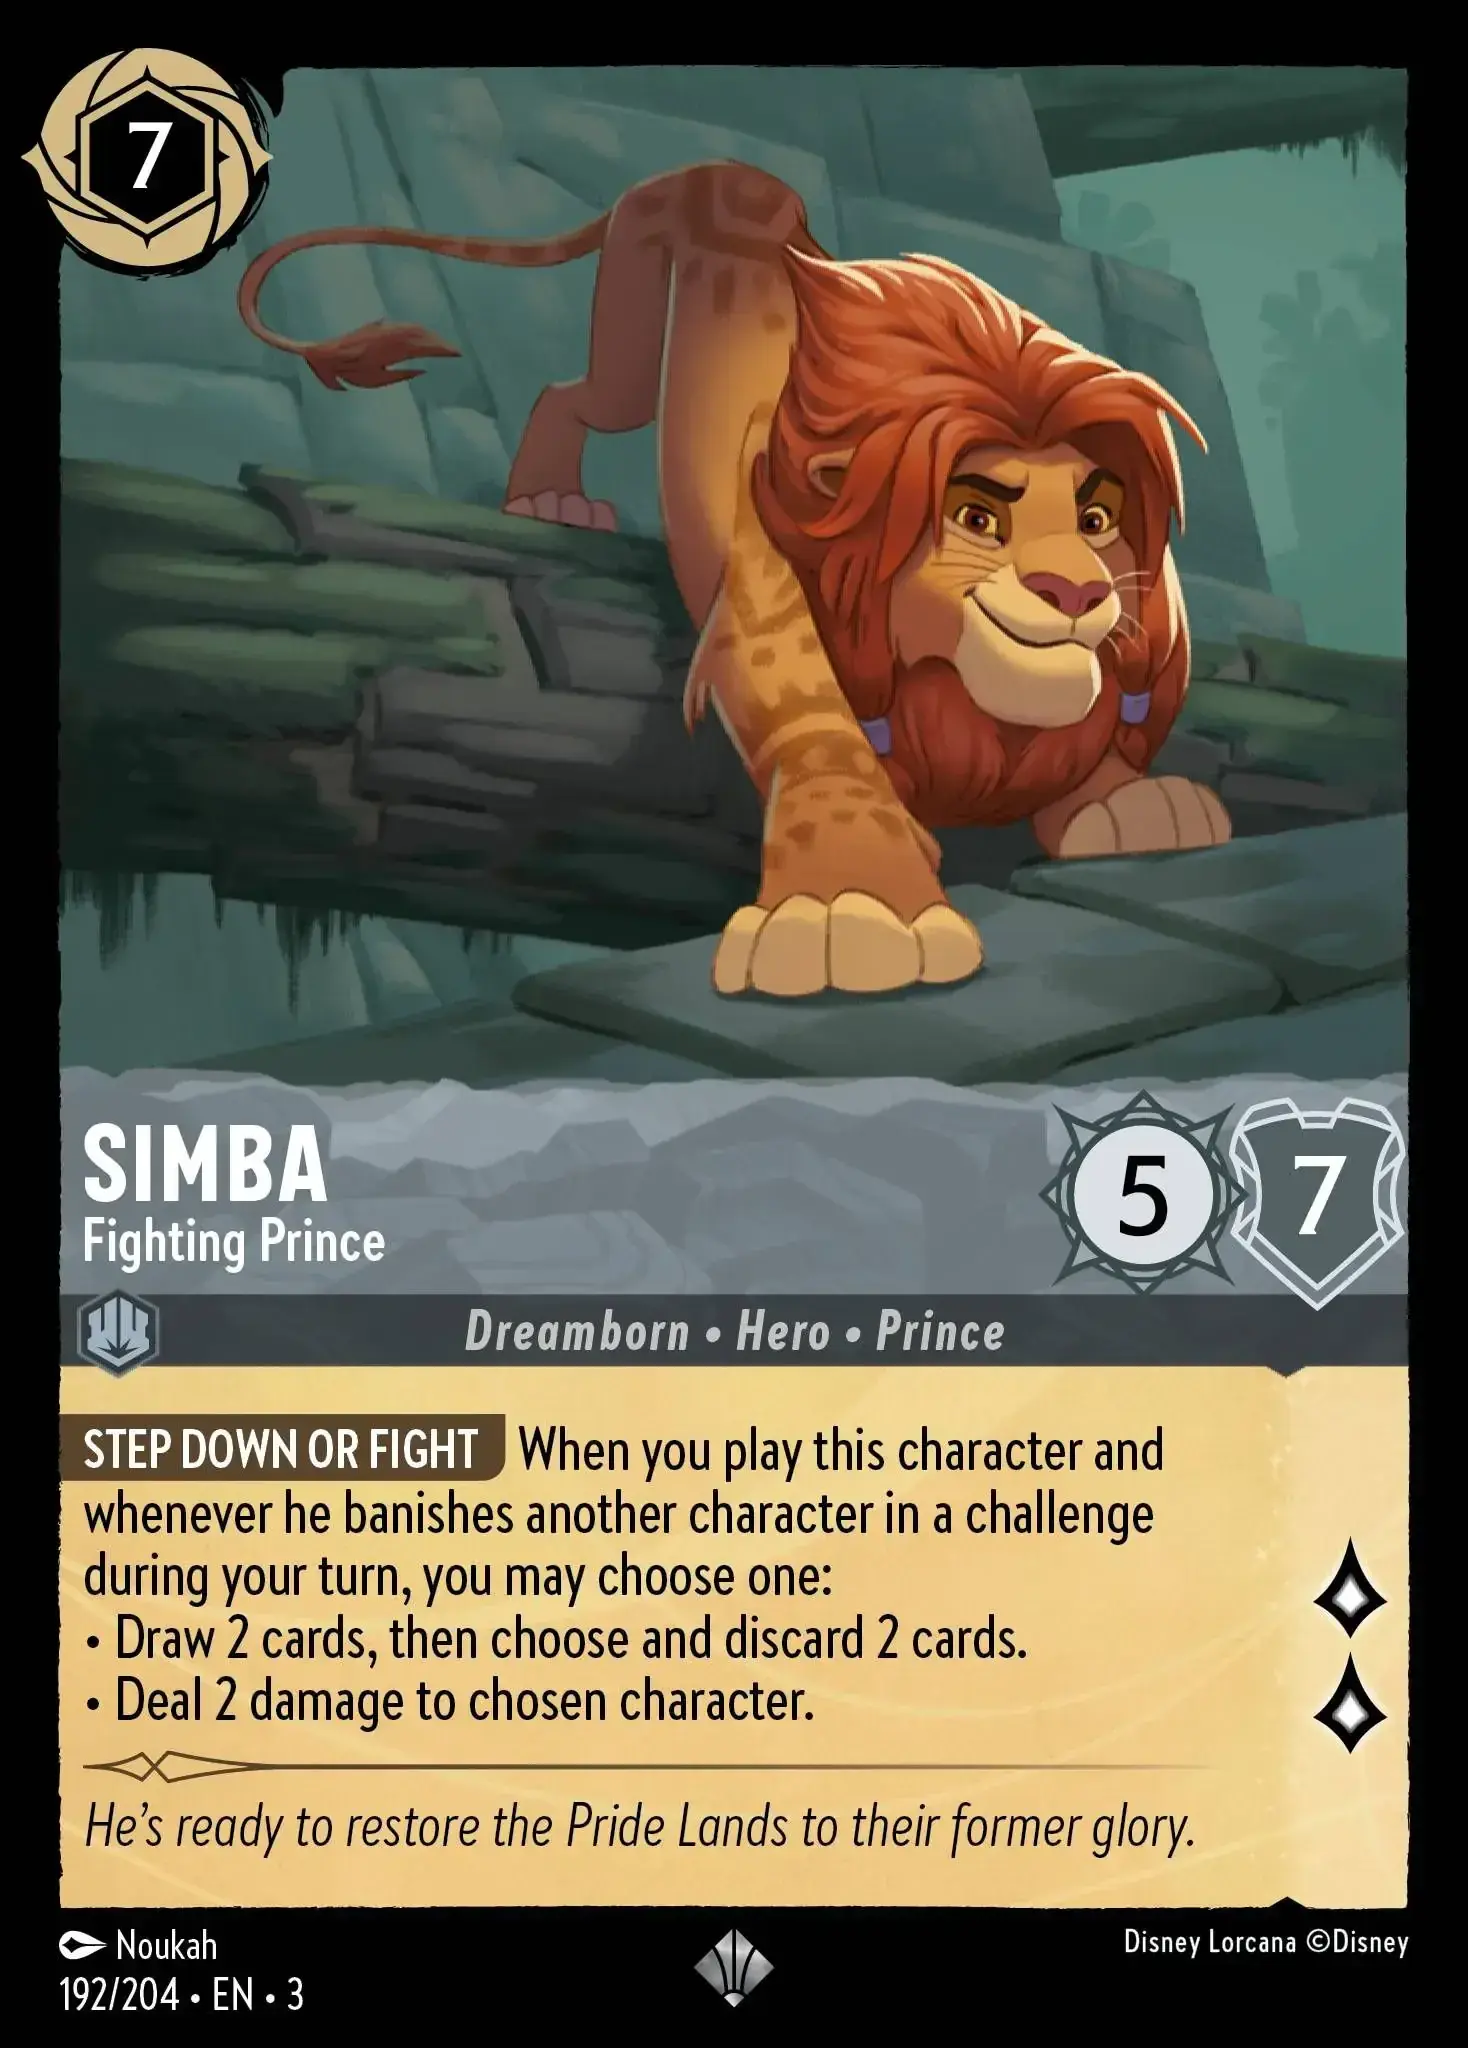 7
SIMBA
Fighting Prince
5
7
Dreamborn • Hero • Prince
STEP DOWN OR FIGHT When you play this character and
whenever he banishes another character in a challenge
during your turn, you may choose one:
• Draw 2 cards, then choose and discard 2 cards.
• Deal 2 damage to chosen character.
He's ready to restore the Pride Lands to their former glory.
Noukah
Disney Lorcana ©Disney
192/204 • EN • 3